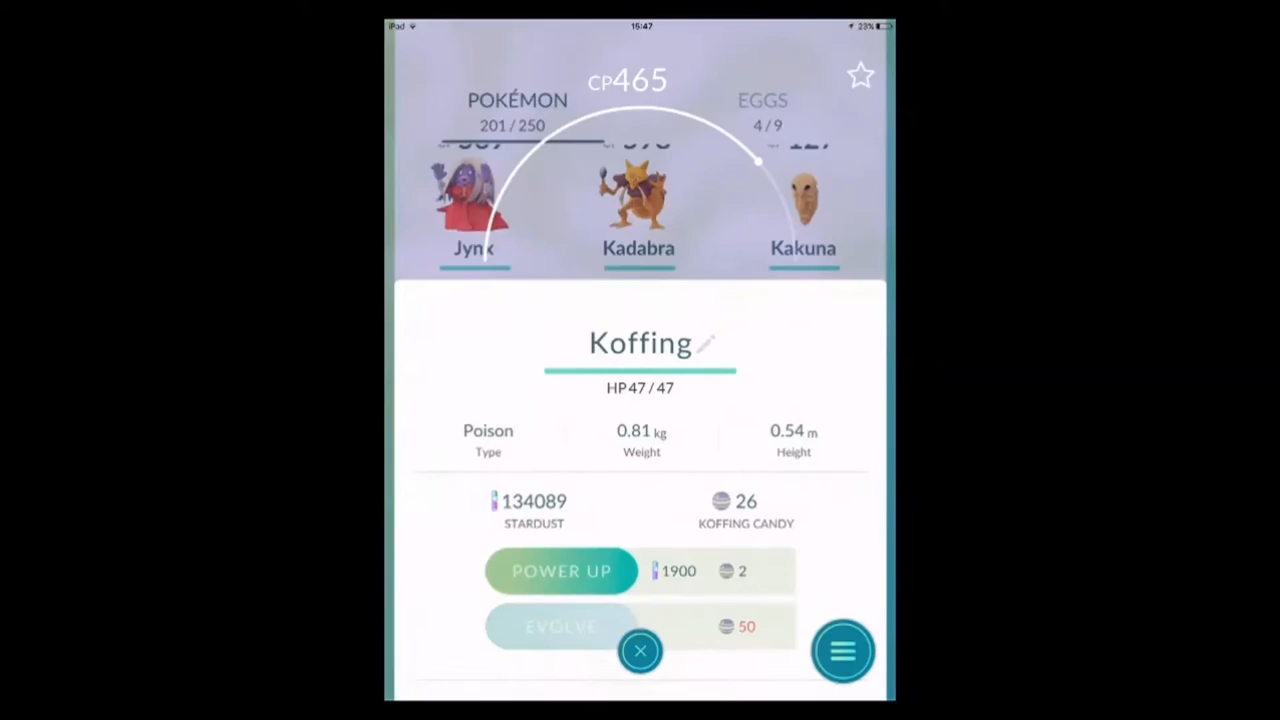 iPad 15:47 23%
CP465
POKÉMON EGGS
201 / 250 4 / 9
Jynx Kadabra Kakuna
Koffing
HP 47 / 47
Poison 0.81 kg 0.54 m
Type Weight Height
134089 26
STARDUST KOFFING CANDY
POWER UP 1900 2
EVOLVE 50